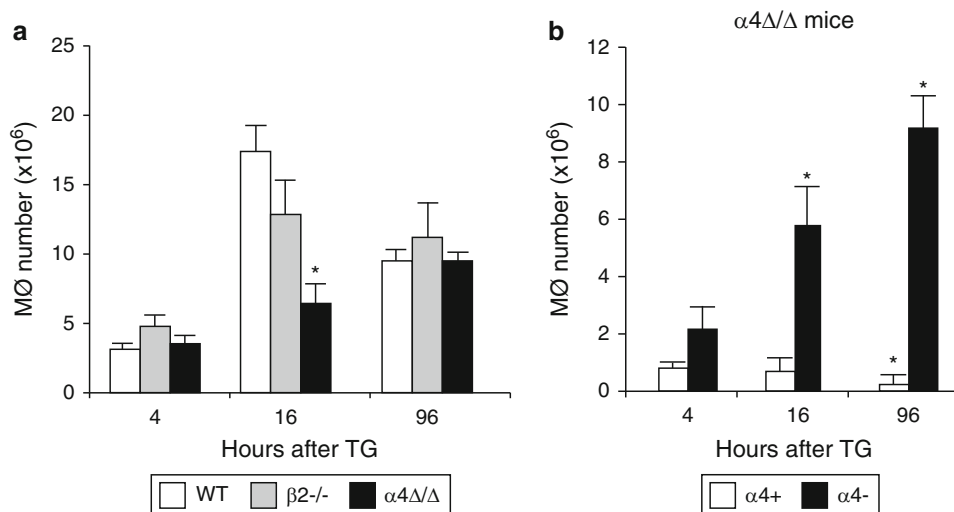 a
MØ number (x10⁶)
25
20
15
10
5
0
*
4 16 96
Hours after TG
WT β2-/- α4Δ/Δ
b
α4Δ/Δ mice
MØ number (x10⁶)
12
10
8
6
4
2
0
*
*
*
4 16 96
Hours after TG
α4+ α4-